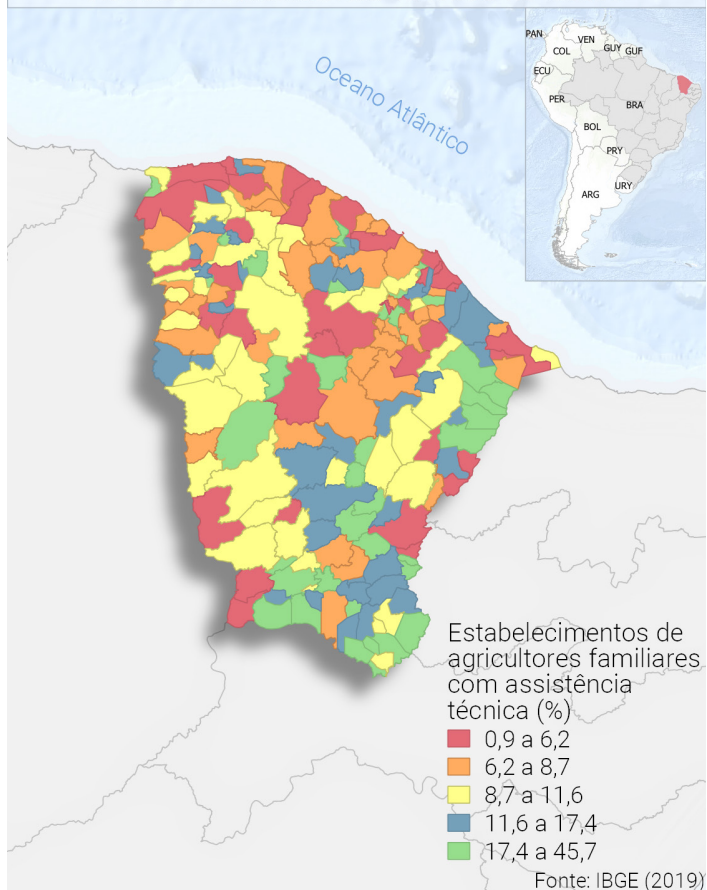 PAN
VEN
COL
GUY
GUF
ECU
PER
BRA
BOL
PRY
ARG
URY
Oceano Atlântico
Estabelecimentos de
agricultores familiares
com assistência
técnica (%)
0,9 a 6,2
6,2 a 8,7
8,7 a 11,6
11,6 a 17,4
17,4 a 45,7
Fonte: IBGE (2019)